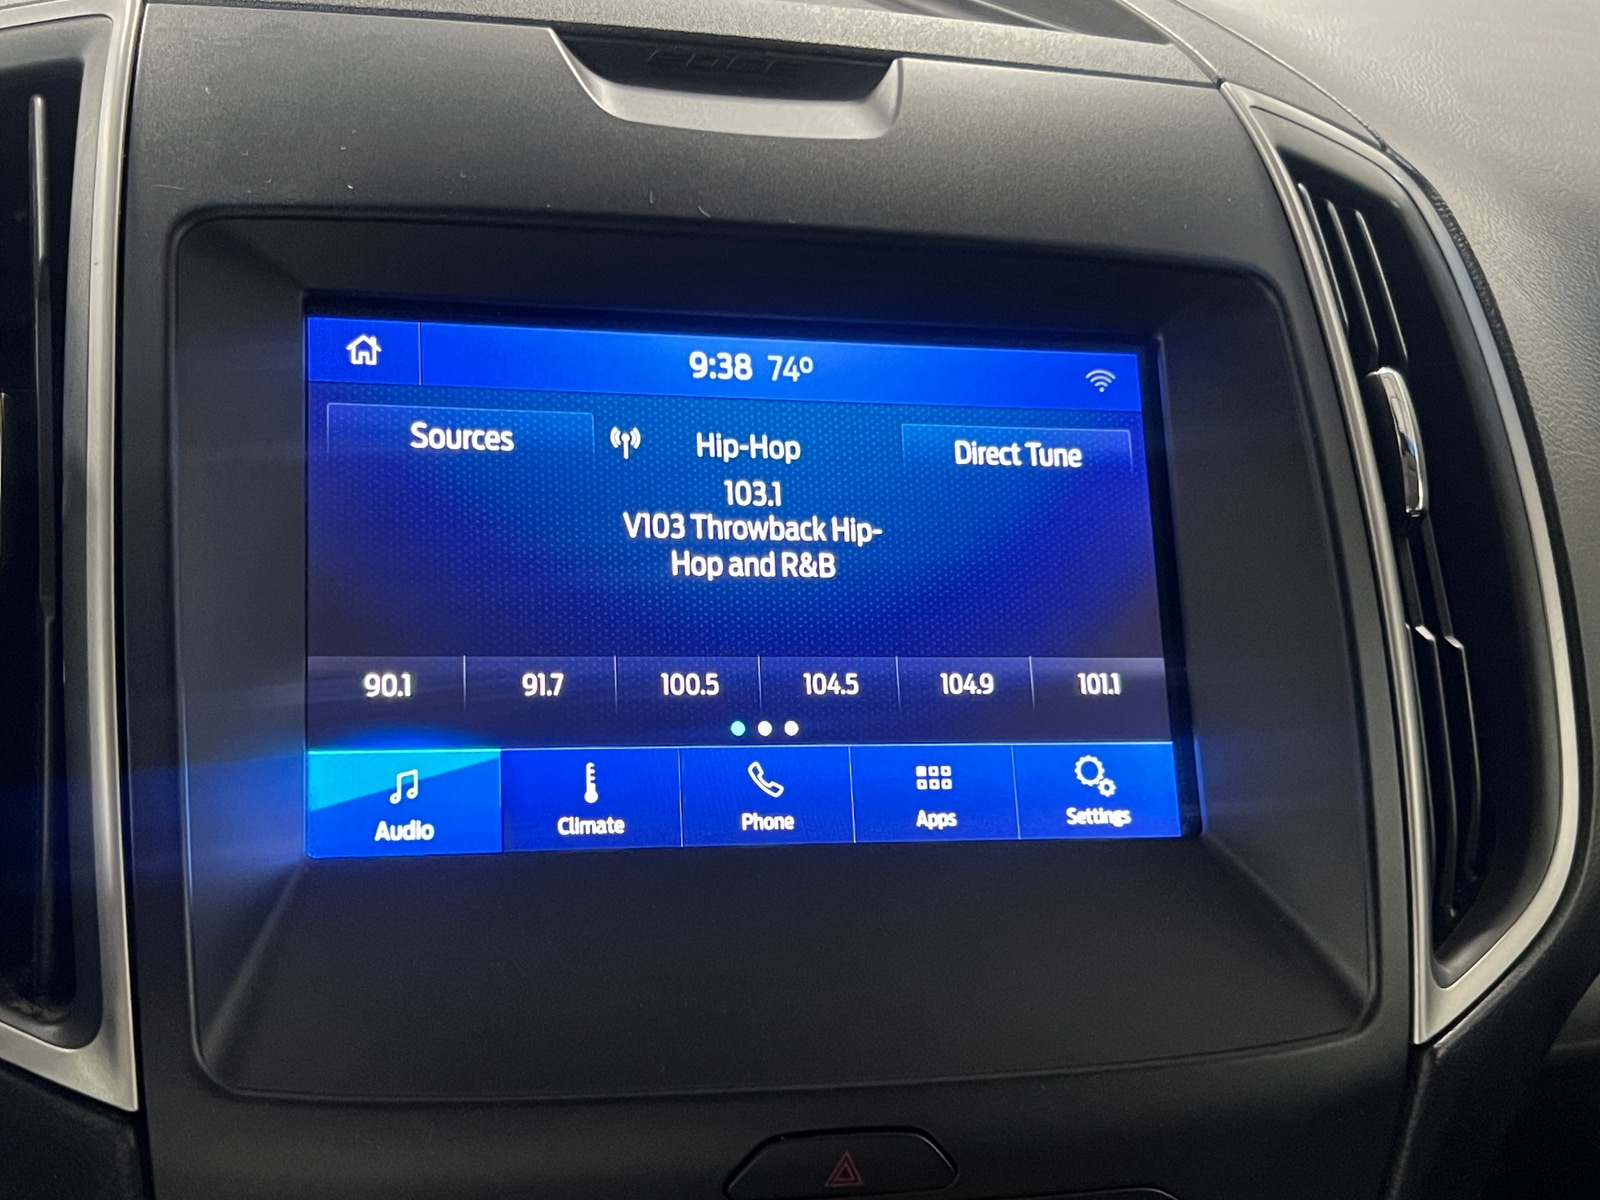 EDGE
9:38 74°
Sources
Hip-Hop
Direct Tune
103.1
V103 Throwback Hip-
Hop and R&B
90.1 91.7 100.5 104.5 104.9 101.1
Audio Climate Phone Apps Settings